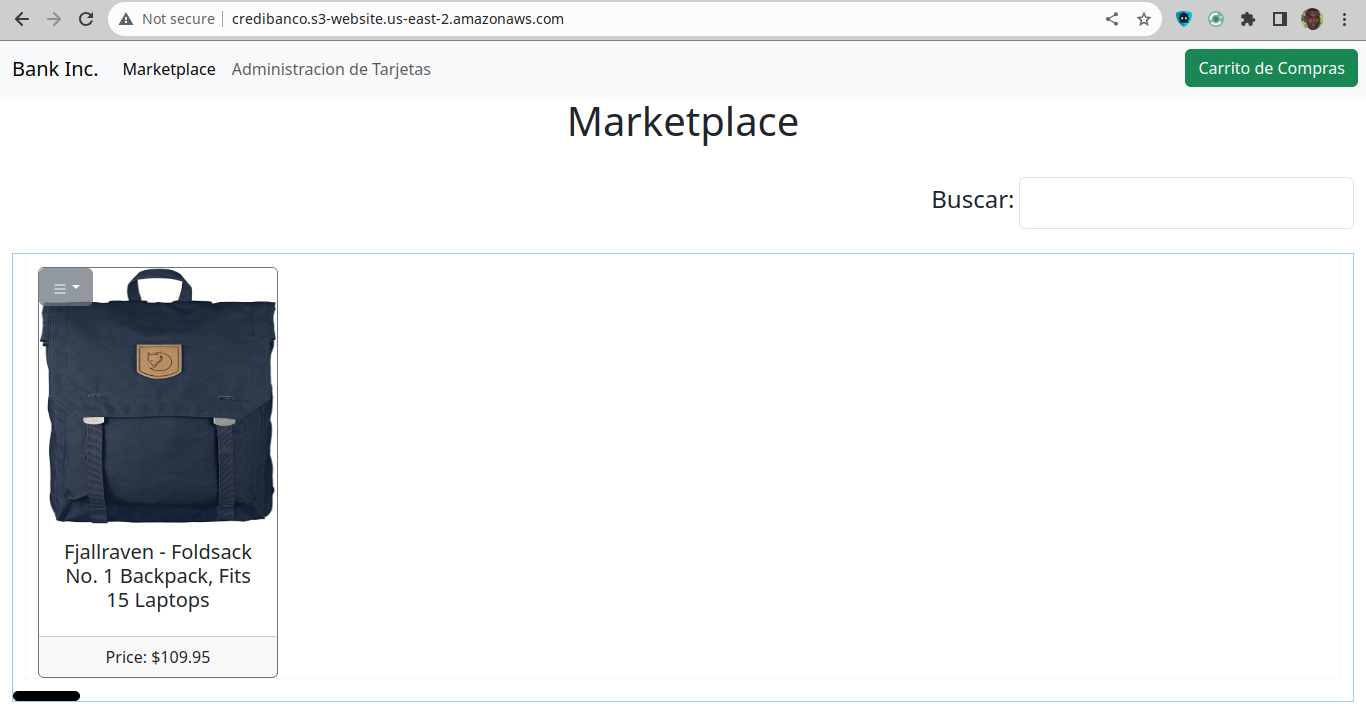 Not secure | credibanco.s3-website.us-east-2.amazonaws.com
Bank Inc. Marketplace Administracion de Tarjetas Carrito de Compras
Marketplace
Buscar:
Fjallraven - Foldsack
No. 1 Backpack, Fits
15 Laptops
Price: $109.95